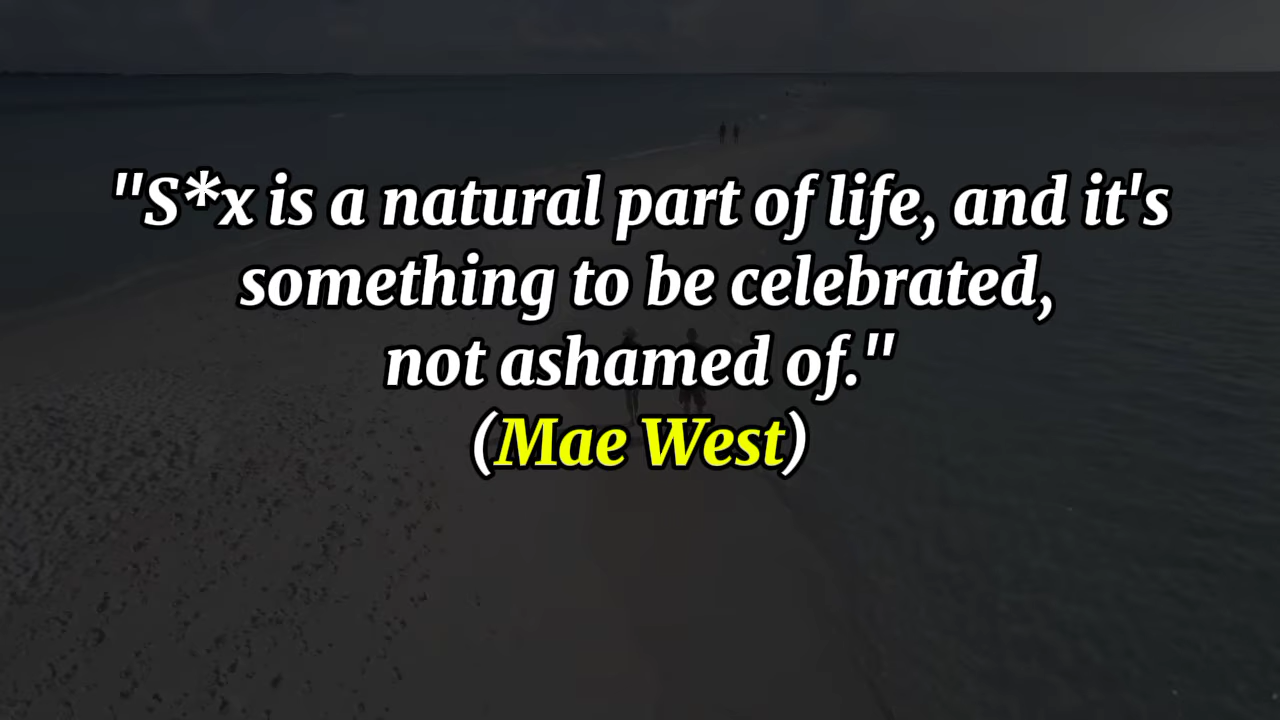 "S*x is a natural part of life, and it's
something to be celebrated,
not ashamed of."
(Mae West)